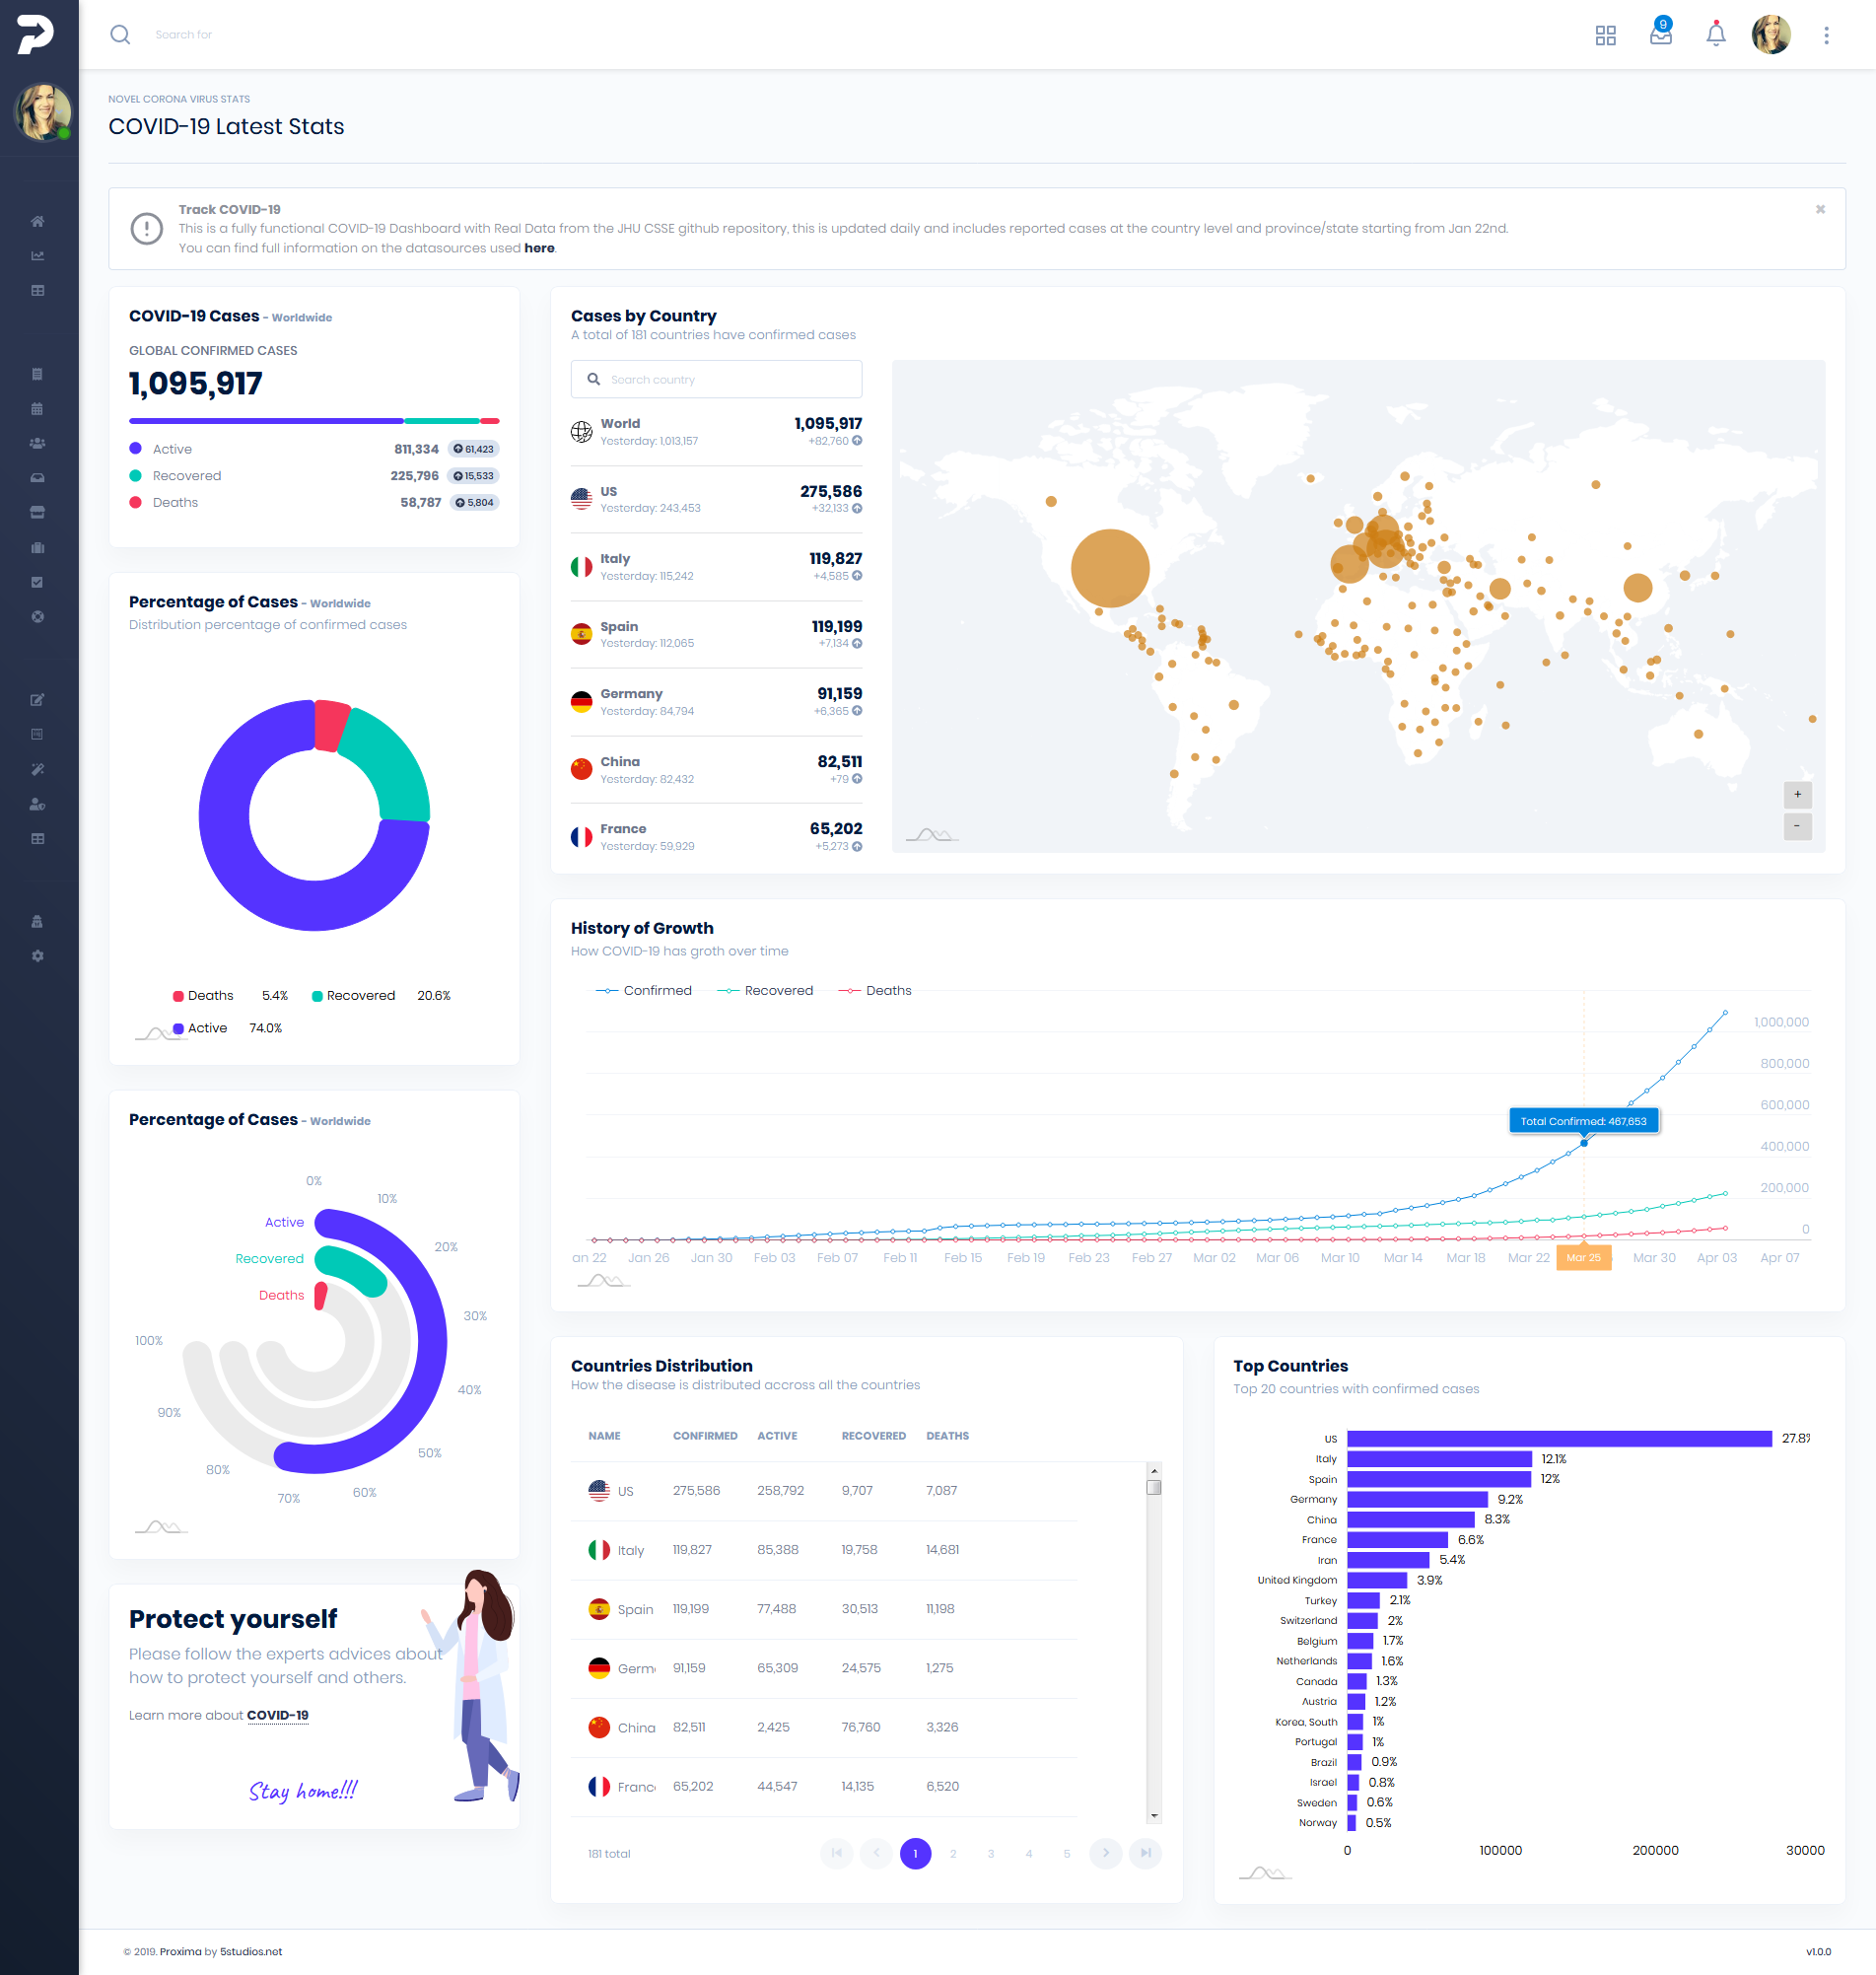 Search for
9
NOVEL CORONA VIRUS STATS
COVID-19 Latest Stats
Track COVID-19
This is a fully functional COVID-19 Dashboard with Real Data from the JHU CSSE github repository, this is updated daily and includes reported cases at the country level and province/state starting from Jan 22nd.
You can find full information on the datasources used here.
COVID-19 Cases - Worldwide
GLOBAL CONFIRMED CASES
1,095,917
Active 811,334 61,423
Recovered 225,796 15,533
Deaths 58,787 5,804
Percentage of Cases - Worldwide
Distribution percentage of confirmed cases
Deaths 5.4% Recovered 20.6%
Active 74.0%
Percentage of Cases - Worldwide
0%
10%
Active
20%
Recovered
Deaths
30%
100%
40%
90%
50%
80%
60%
70%
Protect yourself
Please follow the experts advices about
how to protect yourself and others.
Learn more about COVID-19
Stay home!!!
Cases by Country
A total of 181 countries have confirmed cases
Search country
World 1,095,917
Yesterday: 1,013,157 +82,760
US 275,586
Yesterday: 243,453 +32,133
Italy 119,827
Yesterday: 115,242 +4,585
Spain 119,199
Yesterday: 112,065 +7,134
Germany 91,159
Yesterday: 84,794 +6,365
China 82,511
Yesterday: 82,432 +79
France 65,202
Yesterday: 59,929 +5,273
+
-
History of Growth
How COVID-19 has groth over time
Confirmed Recovered Deaths
1,000,000
800,000
600,000
Total Confirmed: 467,653
400,000
200,000
0
an 22 Jan 26 Jan 30 Feb 03 Feb 07 Feb 11 Feb 15 Feb 19 Feb 23 Feb 27 Mar 02 Mar 06 Mar 10 Mar 14 Mar 18 Mar 22 Mar 25 Mar 30 Apr 03 Apr 07
Countries Distribution
How the disease is distributed accross all the countries
NAME CONFIRMED ACTIVE RECOVERED DEATHS
US 275,586 258,792 9,707 7,087
Italy 119,827 85,388 19,758 14,681
Spain 119,199 77,488 30,513 11,198
Germ 91,159 65,309 24,575 1,275
China 82,511 2,425 76,760 3,326
Franc 65,202 44,547 14,135 6,520
181 total 1 2 3 4 5
Top Countries
Top 20 countries with confirmed cases
US 27.8%
Italy 12.1%
Spain 12%
Germany 9.2%
China 8.3%
France 6.6%
Iran 5.4%
United Kingdom 3.9%
Turkey 2.1%
Switzerland 2%
Belgium 1.7%
Netherlands 1.6%
Canada 1.3%
Austria 1.2%
Korea, South 1%
Portugal 1%
Brazil 0.9%
Israel 0.8%
Sweden 0.6%
Norway 0.5%
0 100000 200000 30000
© 2019. Proxima by 5studios.net
v1.0.0